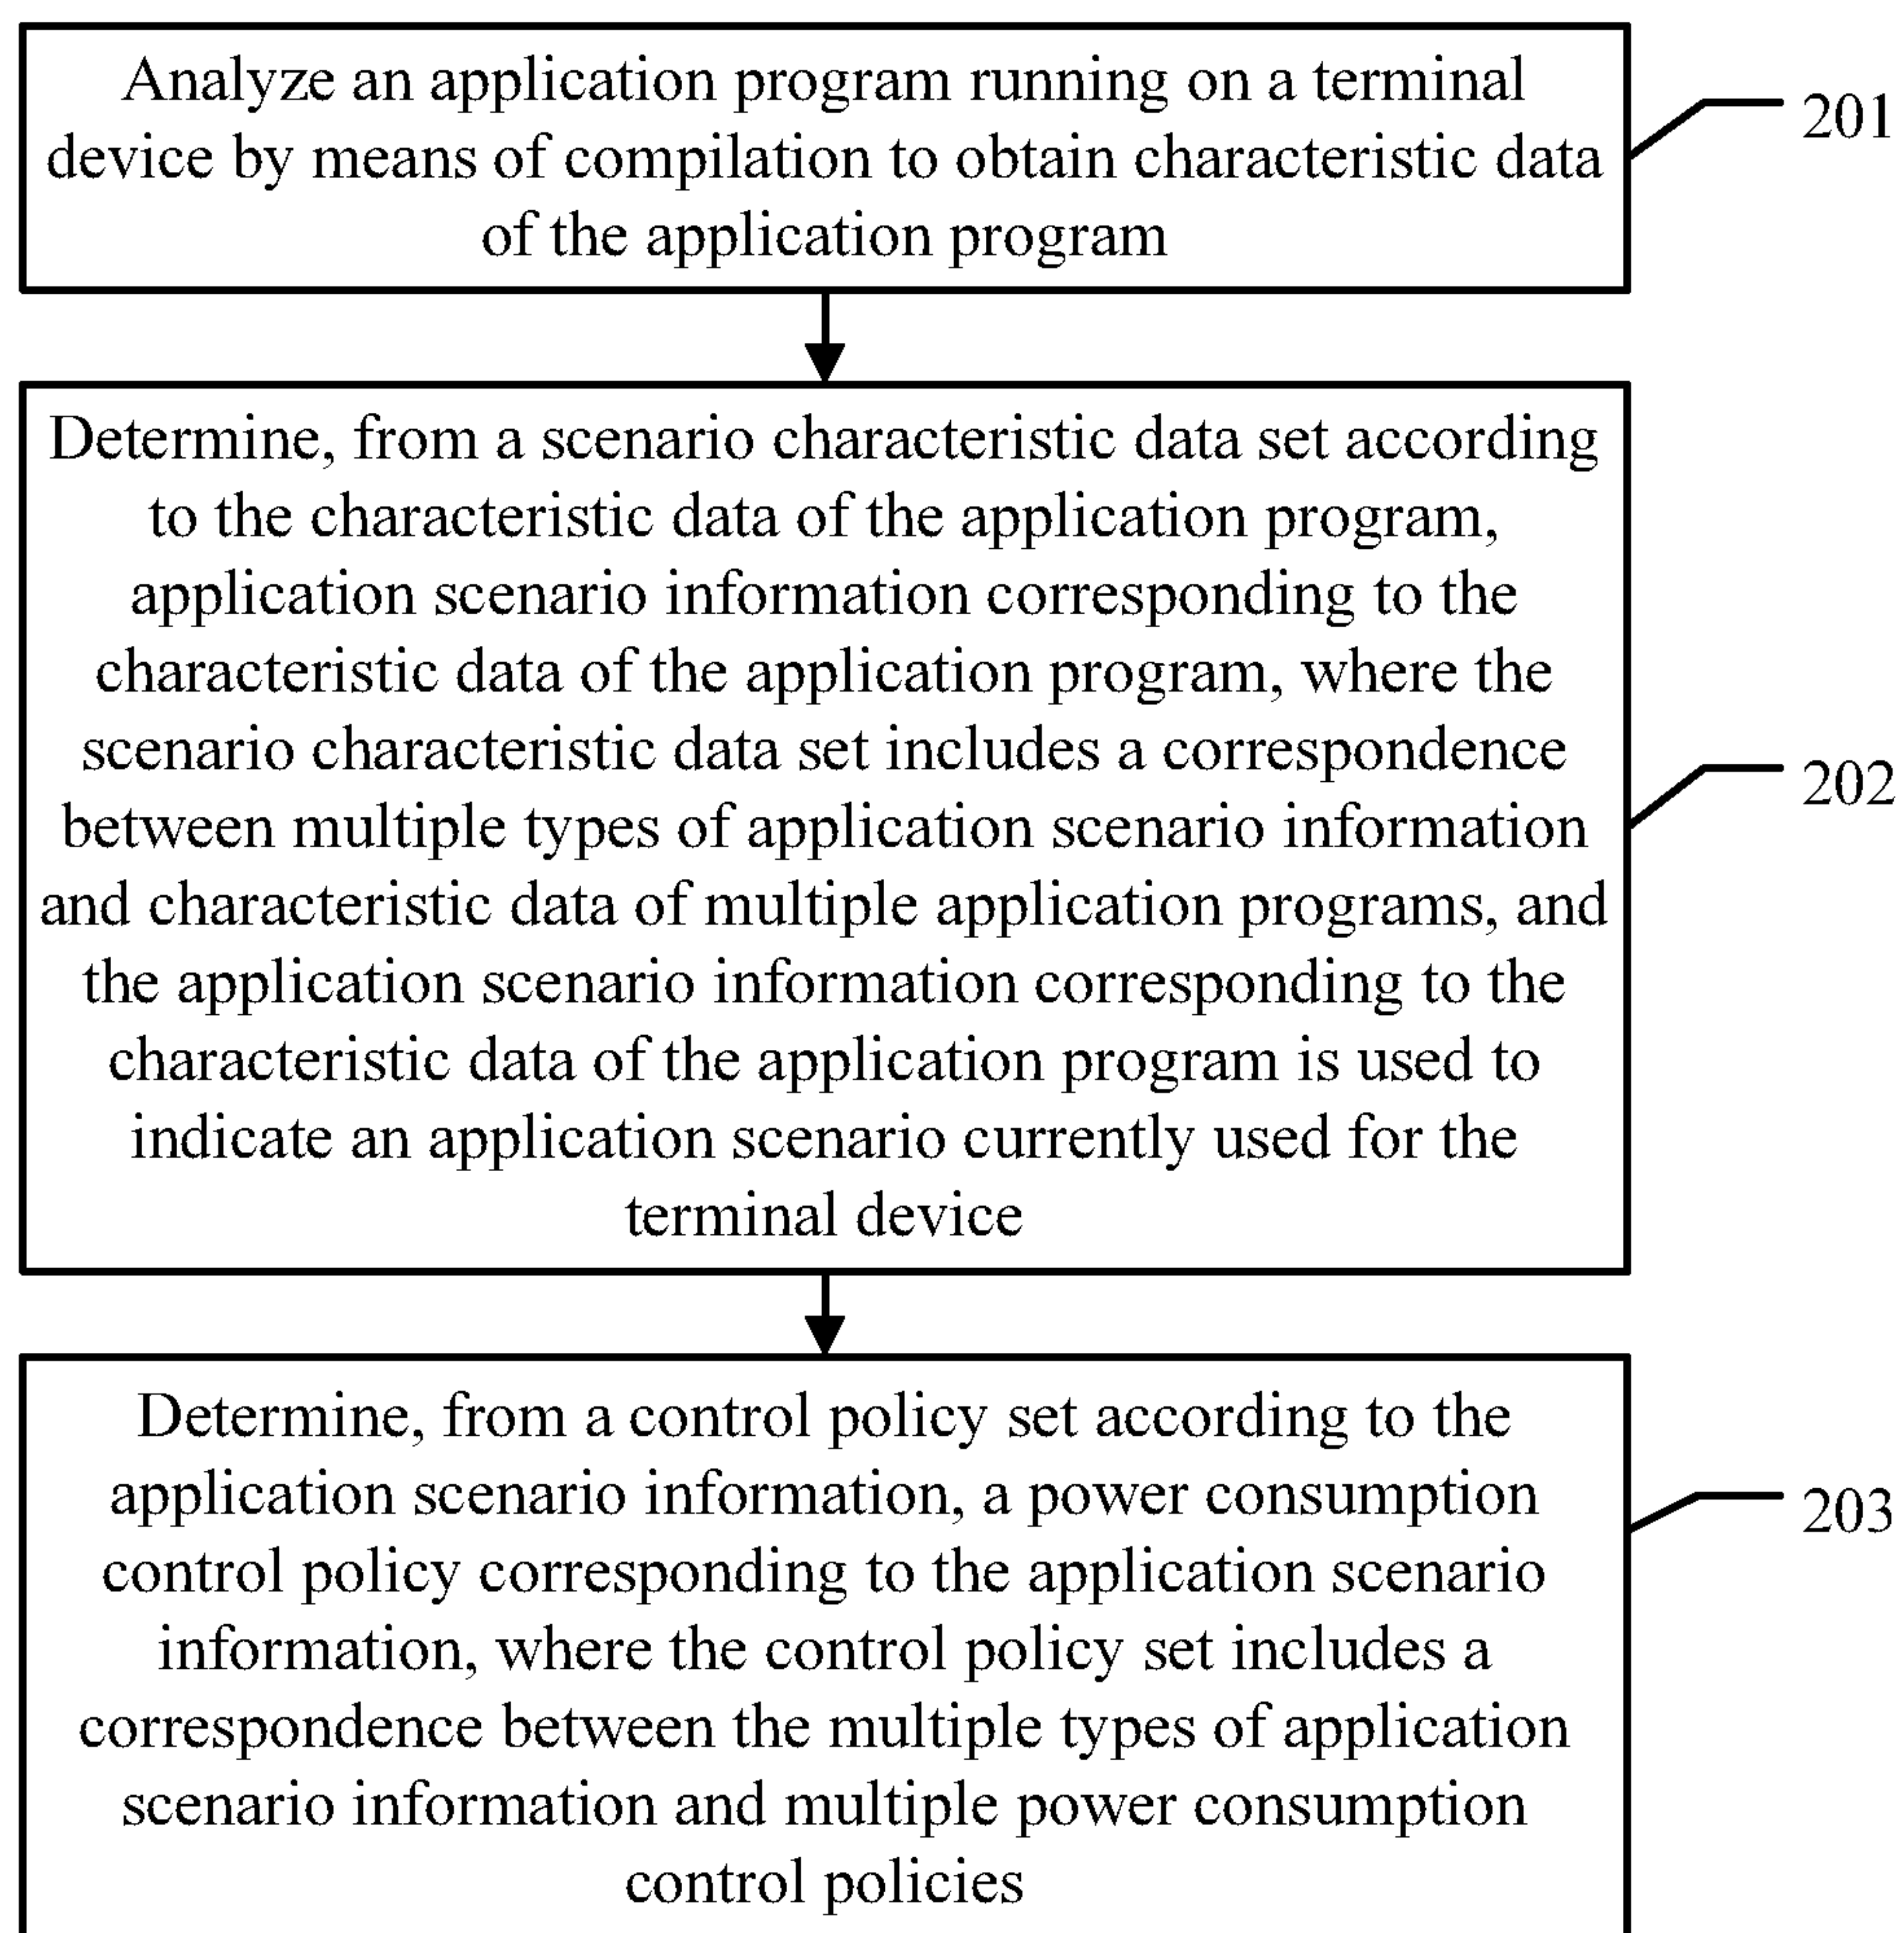 Analyze an application program running on a terminal
device by means of compilation to obtain characteristic data
of the application program
201
Determine, from a scenario characteristic data set according
to the characteristic data of the application program,
application scenario information corresponding to the
characteristic data of the application program, where the
scenario characteristic data set includes a correspondence
between multiple types of application scenario information
and characteristic data of multiple application programs, and
the application scenario information corresponding to the
characteristic data of the application program is used to
indicate an application scenario currently used for the
terminal device
202
Determine, from a control policy set according to the
application scenario information, a power consumption
control policy corresponding to the application scenario
information, where the control policy set includes a
correspondence between the multiple types of application
scenario information and multiple power consumption
control policies
203